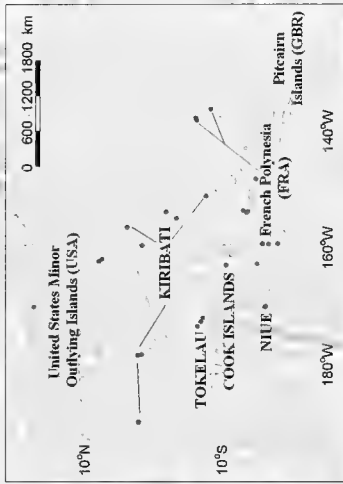 0 600 1200 1800 km
United States Minor
Outlying Islands (USA)
10°N
KIRIBATI
TOKELAU
COOK ISLANDS
10°S
NIUE
French Polynesia
(FRA)
Pitcairn
Islands (GBR)
180°W
160°W
140°W